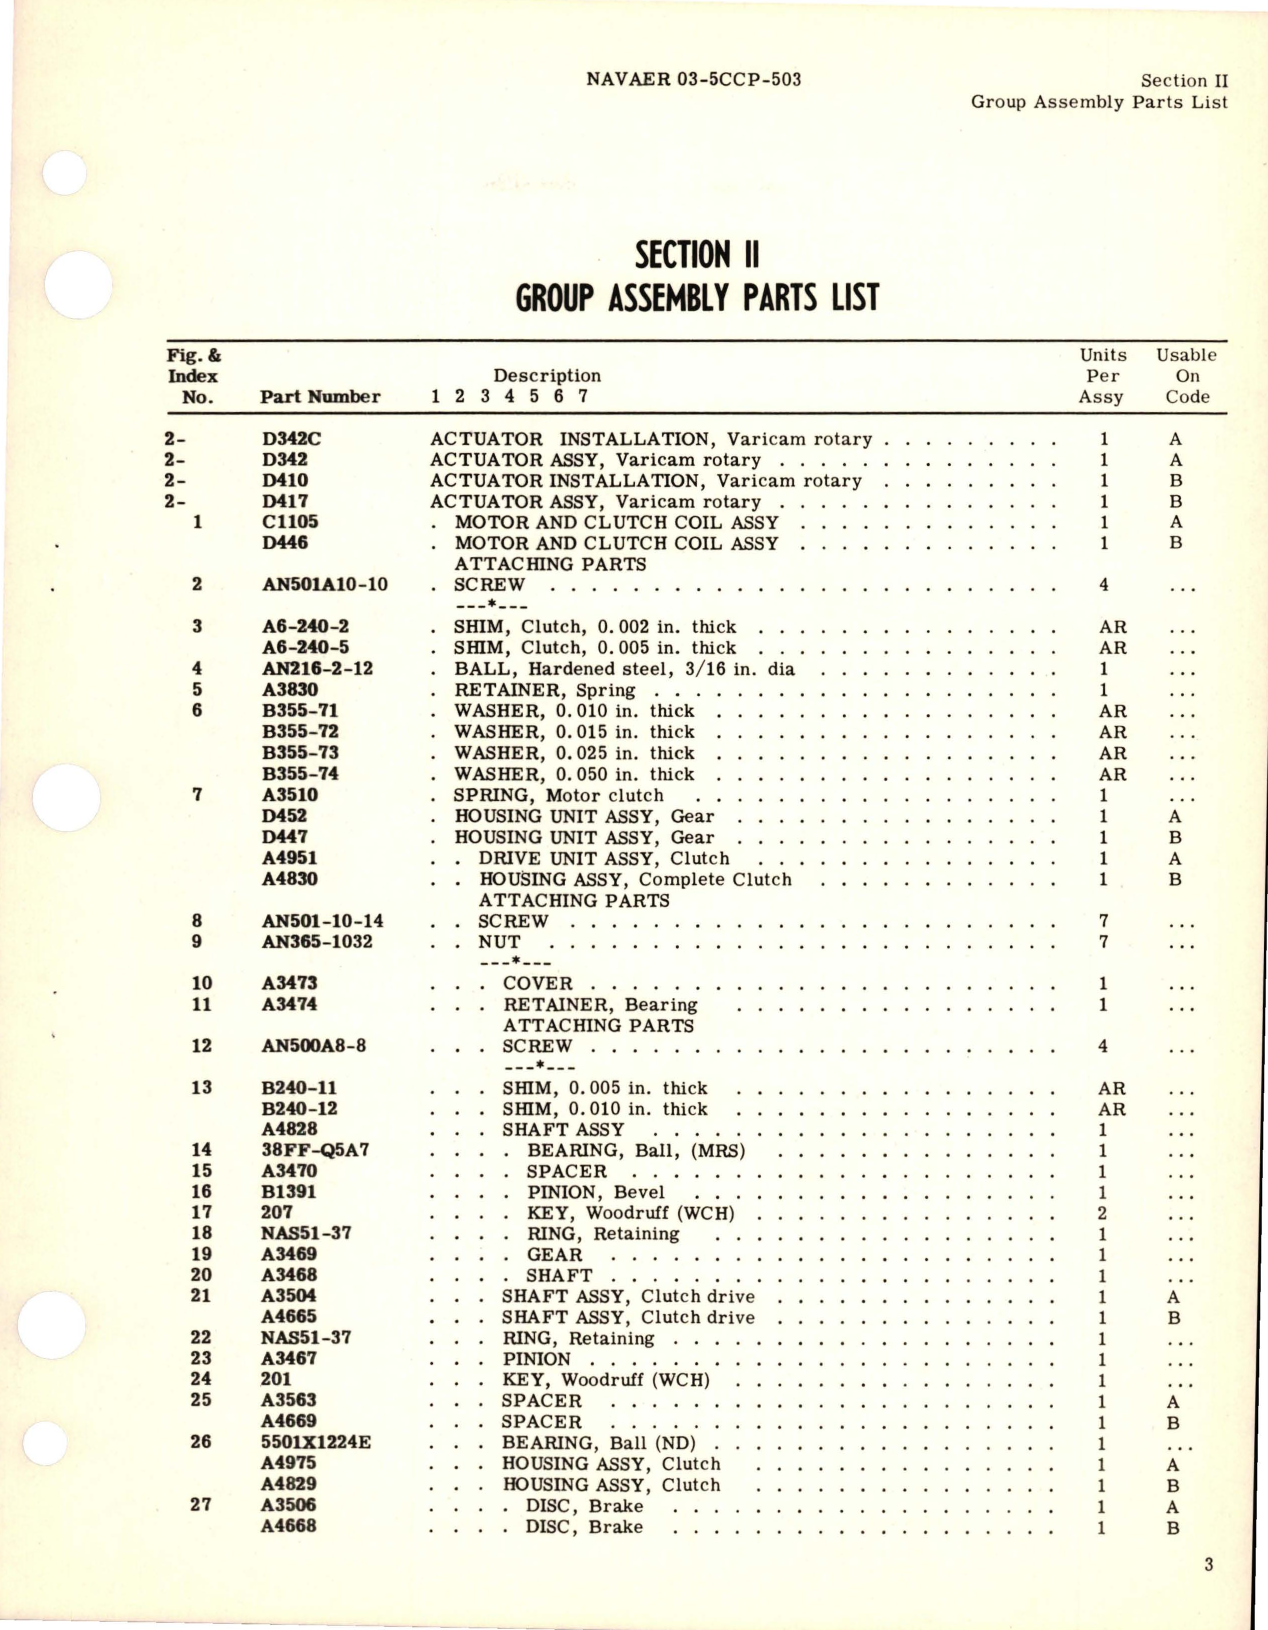 NAVAER 03-5CCP-503
Section II
Group Assembly Parts List
SECTION II
GROUP ASSEMBLY PARTS LIST
Fig. & Index No. Part Number Description 1 2 3 4 5 6 7 Units Per Assy Usable On Code
2- D342C ACTUATOR INSTALLATION, Varicam rotary . . . . . . . . . 1 A
2- D342 ACTUATOR ASSY, Varicam rotary . . . . . . . . . . . . . . 1 A
2- D410 ACTUATOR INSTALLATION, Varicam rotary . . . . . . . . . 1 B
2- D417 ACTUATOR ASSY, Varicam rotary . . . . . . . . . . . . . . 1 B
1 C1105 . MOTOR AND CLUTCH COIL ASSY . . . . . . . . . . . . . 1 A
D446 . MOTOR AND CLUTCH COIL ASSY . . . . . . . . . . . . . 1 B
ATTACHING PARTS
2 AN501A10-10 . SCREW . . . . . . . . . . . . . . . . . . . . . . . . . 4 ...
---*---
3 A6-240-2 . SHIM, Clutch, 0.002 in. thick . . . . . . . . . . . . . . . AR ...
A6-240-5 . SHIM, Clutch, 0.005 in. thick . . . . . . . . . . . . . . . AR ...
4 AN216-2-12 . BALL, Hardened steel, 3/16 in. dia . . . . . . . . . . . . 1 ...
5 A3830 . RETAINER, Spring . . . . . . . . . . . . . . . . . . . . 1 ...
6 B355-71 . WASHER, 0.010 in. thick . . . . . . . . . . . . . . . . . AR ...
B355-72 . WASHER, 0.015 in. thick . . . . . . . . . . . . . . . . . AR ...
B355-73 . WASHER, 0.025 in. thick . . . . . . . . . . . . . . . . . AR ...
B355-74 . WASHER, 0.050 in. thick . . . . . . . . . . . . . . . . . AR ...
7 A3510 . SPRING, Motor clutch . . . . . . . . . . . . . . . . . . 1 ...
D452 . HOUSING UNIT ASSY, Gear . . . . . . . . . . . . . . . . 1 A
D447 . HOUSING UNIT ASSY, Gear . . . . . . . . . . . . . . . . 1 B
A4951 . . DRIVE UNIT ASSY, Clutch . . . . . . . . . . . . . . . 1 A
A4830 . . HOUSING ASSY, Complete Clutch . . . . . . . . . . . . 1 B
ATTACHING PARTS
8 AN501-10-14 . . SCREW . . . . . . . . . . . . . . . . . . . . . . . . 7 ...
9 AN365-1032 . . NUT . . . . . . . . . . . . . . . . . . . . . . . . . 7 ...
---*---
10 A3473 . . . COVER . . . . . . . . . . . . . . . . . . . . . . . 1 ...
11 A3474 . . . RETAINER, Bearing . . . . . . . . . . . . . . . . 1 ...
ATTACHING PARTS
12 AN500A8-8 . . . SCREW . . . . . . . . . . . . . . . . . . . . . . . 4 ...
---*---
13 B240-11 . . . SHIM, 0.005 in. thick . . . . . . . . . . . . . . . . AR ...
B240-12 . . . SHIM, 0.010 in. thick . . . . . . . . . . . . . . . . AR ...
A4828 . . . SHAFT ASSY . . . . . . . . . . . . . . . . . . . . 1 ...
14 38FF-Q5A7 . . . . BEARING, Ball, (MRS) . . . . . . . . . . . . . . 1 ...
15 A3470 . . . . SPACER . . . . . . . . . . . . . . . . . . . . . 1 ...
16 B1391 . . . . PINION, Bevel . . . . . . . . . . . . . . . . . . 1 ...
17 207 . . . . KEY, Woodruff (WCH) . . . . . . . . . . . . . . . 2 ...
18 NAS51-37 . . . . RING, Retaining . . . . . . . . . . . . . . . . . 1 ...
19 A3469 . . . . GEAR . . . . . . . . . . . . . . . . . . . . . . . 1 ...
20 A3468 . . . . SHAFT . . . . . . . . . . . . . . . . . . . . . . 1 ...
21 A3504 . . . SHAFT ASSY, Clutch drive . . . . . . . . . . . . . . 1 A
A4665 . . . SHAFT ASSY, Clutch drive . . . . . . . . . . . . . . 1 B
22 NAS51-37 . . . RING, Retaining . . . . . . . . . . . . . . . . . . . 1 ...
23 A3467 . . . PINION . . . . . . . . . . . . . . . . . . . . . . . 1 ...
24 201 . . . KEY, Woodruff (WCH) . . . . . . . . . . . . . . . . 1 ...
25 A3563 . . . SPACER . . . . . . . . . . . . . . . . . . . . . . 1 A
A4669 . . . SPACER . . . . . . . . . . . . . . . . . . . . . . 1 B
26 5501X1224E . . . BEARING, Ball (ND) . . . . . . . . . . . . . . . . . 1 ...
A4975 . . . HOUSING ASSY, Clutch . . . . . . . . . . . . . . . 1 A
A4829 . . . HOUSING ASSY, Clutch . . . . . . . . . . . . . . . 1 B
27 A3506 . . . . DISC, Brake . . . . . . . . . . . . . . . . . . . 1 A
A4668 . . . . DISC, Brake . . . . . . . . . . . . . . . . . . . 1 B
3